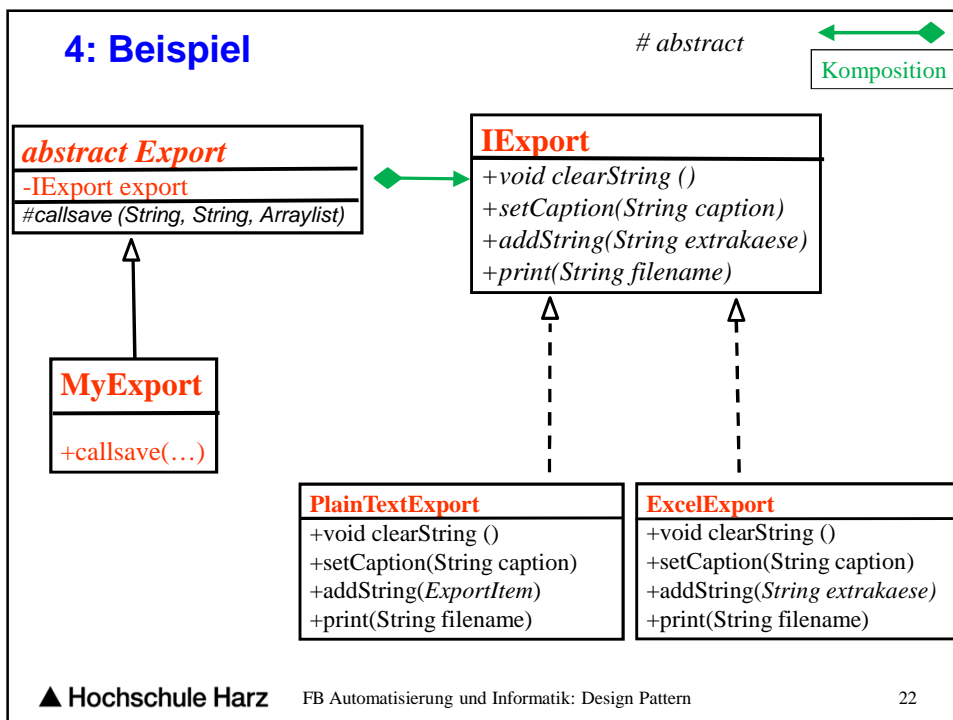 4: Beispiel
# abstract
Komposition
abstract Export
-IExport export
#callsave (String, String, Arraylist)
IExport
+void clearString ()
+setCaption(String caption)
+addString(String extrakaese)
+print(String filename)
MyExport
+callsave(…)
PlainTextExport
+void clearString ()
+setCaption(String caption)
+addString(ExportItem)
+print(String filename)
ExcelExport
+void clearString ()
+setCaption(String caption)
+addString(String extrakaese)
+print(String filename)
Hochschule Harz
FB Automatisierung und Informatik: Design Pattern
22